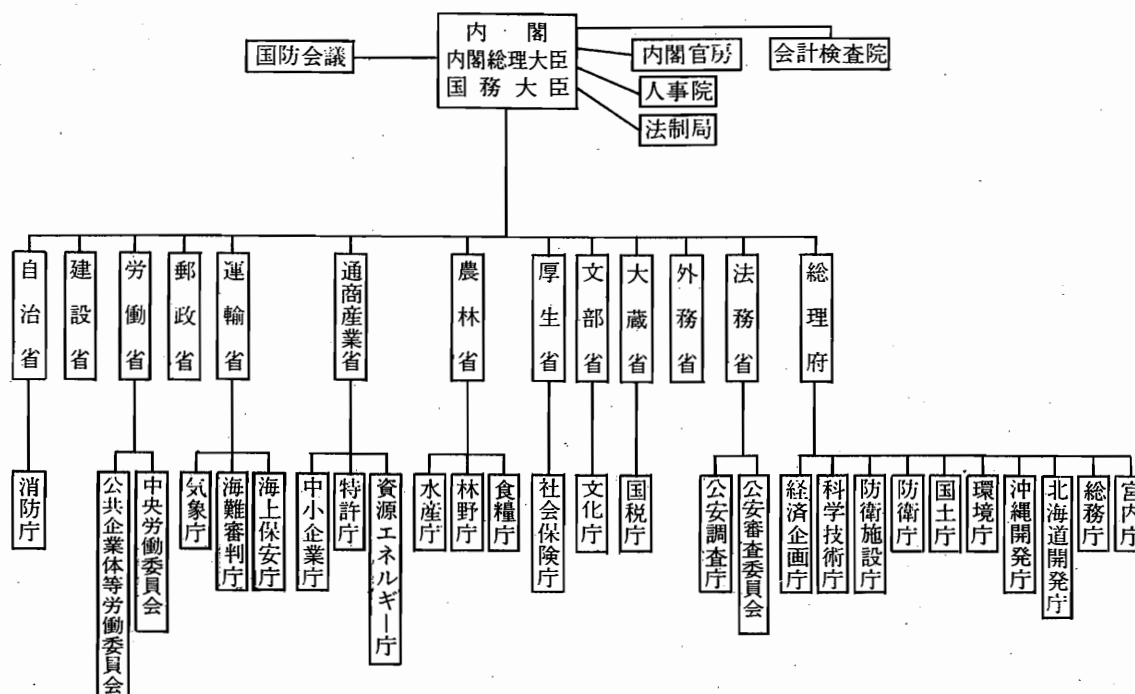 国防会議
内閣
内閣総理大臣
国務大臣
内閣官房
会計検査院
人事院
法制局
自治省
建設省
労働省
郵政省
運輸省
通商産業省
農林省
厚生省
文部省
大蔵省
外務省
法務省
総理府
消防庁
公共企業体等労働委員会
中央労働委員会
気象庁
海難審判庁
海上保安庁
中小企業庁
特許庁
資源エネルギー庁
水産庁
林野庁
食糧庁
社会保険庁
文化庁
国税庁
公安調査庁
公安審査委員会
経済企画庁
科学技術庁
防衛施設庁
防衛庁
国土庁
環境庁
沖縄開発庁
北海道開発庁
総務庁
宮内庁